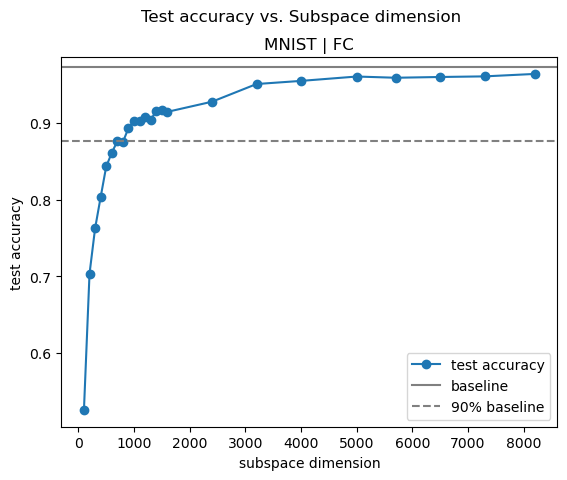 Test accuracy vs. Subspace dimension
MNIST | FC
test accuracy
0.9
0.8
0.7
0.6
test accuracy
baseline
90% baseline
0 1000 2000 3000 4000 5000 6000 7000 8000
subspace dimension